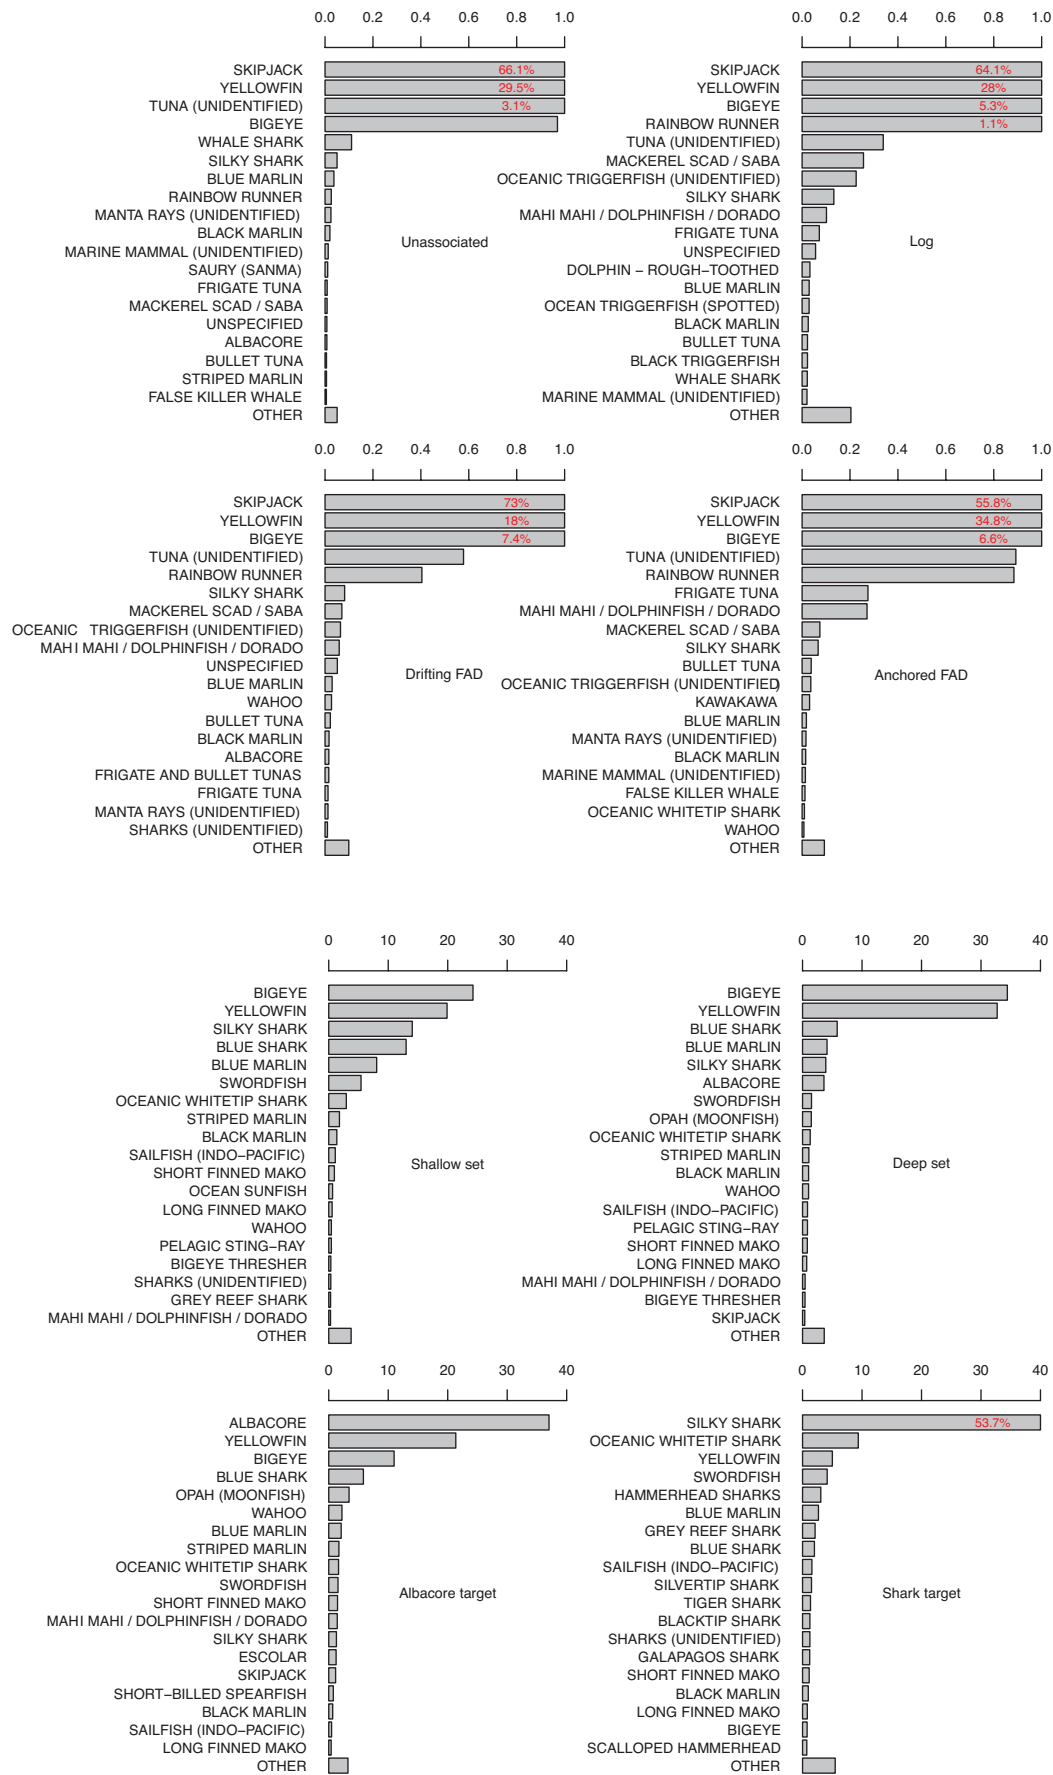 0.0 0.2 0.4 0.6 0.8 1.0
SKIPJACK 66.1%
YELLOWFIN 29.5%
TUNA (UNIDENTIFIED) 3.1%
BIGEYE
WHALE SHARK
SILKY SHARK
BLUE MARLIN
RAINBOW RUNNER
MANTA RAYS (UNIDENTIFIED)
BLACK MARLIN
Unassociated
MARINE MAMMAL (UNIDENTIFIED)
SAURY (SANMA)
FRIGATE TUNA
MACKEREL SCAD / SABA
UNSPECIFIED
ALBACORE
BULLET TUNA
STRIPED MARLIN
FALSE KILLER WHALE
OTHER
0.0 0.2 0.4 0.6 0.8 1.0
SKIPJACK 64.1%
YELLOWFIN 28%
BIGEYE 5.3%
RAINBOW RUNNER 1.1%
TUNA (UNIDENTIFIED)
MACKEREL SCAD / SABA
OCEANIC TRIGGERFISH (UNIDENTIFIED)
SILKY SHARK
MAHI MAHI / DOLPHINFISH / DORADO
FRIGATE TUNA
Log
UNSPECIFIED
DOLPHIN – ROUGH–TOOTHED
BLUE MARLIN
OCEAN TRIGGERFISH (SPOTTED)
BLACK MARLIN
BULLET TUNA
BLACK TRIGGERFISH
WHALE SHARK
MARINE MAMMAL (UNIDENTIFIED)
OTHER
0.0 0.2 0.4 0.6 0.8 1.0
SKIPJACK 73%
YELLOWFIN 18%
BIGEYE 7.4%
TUNA (UNIDENTIFIED)
RAINBOW RUNNER
SILKY SHARK
MACKEREL SCAD / SABA
OCEANIC TRIGGERFISH (UNIDENTIFIED)
MAHI MAHI / DOLPHINFISH / DORADO
UNSPECIFIED
Drifting FAD
BLUE MARLIN
WAHOO
BULLET TUNA
BLACK MARLIN
ALBACORE
FRIGATE AND BULLET TUNAS
FRIGATE TUNA
MANTA RAYS (UNIDENTIFIED)
SHARKS (UNIDENTIFIED)
OTHER
0.0 0.2 0.4 0.6 0.8 1.0
SKIPJACK 55.8%
YELLOWFIN 34.8%
BIGEYE 6.6%
TUNA (UNIDENTIFIED)
RAINBOW RUNNER
FRIGATE TUNA
MAHI MAHI / DOLPHINFISH / DORADO
MACKEREL SCAD / SABA
SILKY SHARK
BULLET TUNA
Anchored FAD
OCEANIC TRIGGERFISH (UNIDENTIFIED)
KAWAKAWA
BLUE MARLIN
MANTA RAYS (UNIDENTIFIED)
BLACK MARLIN
MARINE MAMMAL (UNIDENTIFIED)
FALSE KILLER WHALE
OCEANIC WHITETIP SHARK
WAHOO
OTHER
0 10 20 30 40
BIGEYE
YELLOWFIN
SILKY SHARK
BLUE SHARK
BLUE MARLIN
SWORDFISH
OCEANIC WHITETIP SHARK
STRIPED MARLIN
BLACK MARLIN
SAILFISH (INDO–PACIFIC)
Shallow set
SHORT FINNED MAKO
OCEAN SUNFISH
LONG FINNED MAKO
WAHOO
PELAGIC STING–RAY
BIGEYE THRESHER
SHARKS (UNIDENTIFIED)
GREY REEF SHARK
MAHI MAHI / DOLPHINFISH / DORADO
OTHER
0 10 20 30 40
BIGEYE
YELLOWFIN
BLUE SHARK
BLUE MARLIN
SILKY SHARK
ALBACORE
SWORDFISH
OPAH (MOONFISH)
OCEANIC WHITETIP SHARK
STRIPED MARLIN
Deep set
BLACK MARLIN
WAHOO
SAILFISH (INDO–PACIFIC)
PELAGIC STING–RAY
SHORT FINNED MAKO
LONG FINNED MAKO
MAHI MAHI / DOLPHINFISH / DORADO
BIGEYE THRESHER
SKIPJACK
OTHER
0 10 20 30 40
ALBACORE
YELLOWFIN
BIGEYE
BLUE SHARK
OPAH (MOONFISH)
WAHOO
BLUE MARLIN
STRIPED MARLIN
OCEANIC WHITETIP SHARK
SWORDFISH
Albacore target
SHORT FINNED MAKO
MAHI MAHI / DOLPHINFISH / DORADO
SILKY SHARK
ESCOLAR
SKIPJACK
SHORT–BILLED SPEARFISH
BLACK MARLIN
SAILFISH (INDO–PACIFIC)
LONG FINNED MAKO
OTHER
0 10 20 30 40
SILKY SHARK 53.7%
OCEANIC WHITETIP SHARK
YELLOWFIN
SWORDFISH
HAMMERHEAD SHARKS
BLUE MARLIN
GREY REEF SHARK
BLUE SHARK
SAILFISH (INDO–PACIFIC)
SILVERTIP SHARK
Shark target
TIGER SHARK
BLACKTIP SHARK
SHARKS (UNIDENTIFIED)
GALAPAGOS SHARK
SHORT FINNED MAKO
BLACK MARLIN
LONG FINNED MAKO
BIGEYE
SCALLOPED HAMMERHEAD
OTHER